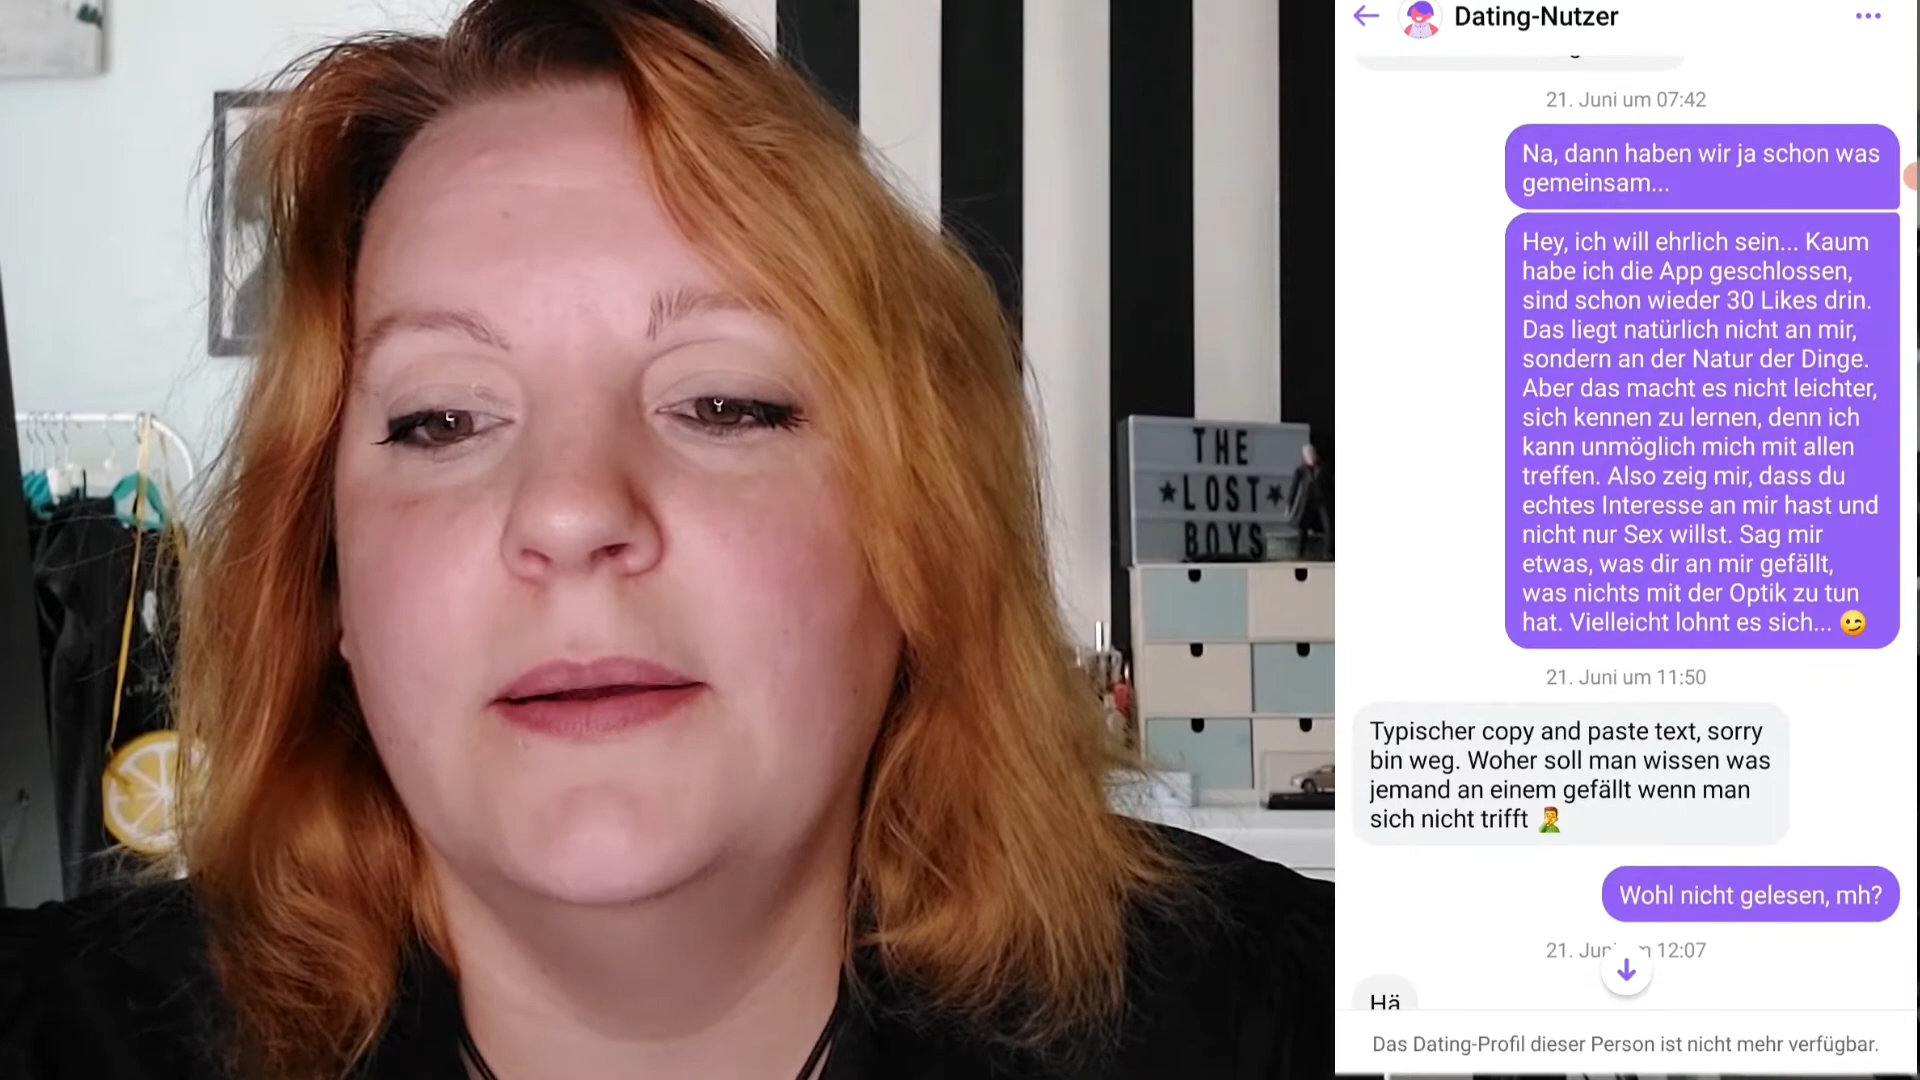 THE
★LOST★
BOYS
Dating-Nutzer
21. Juni um 07:42
Na, dann haben wir ja schon was
gemeinsam...
Hey, ich will ehrlich sein... Kaum
habe ich die App geschlossen,
sind schon wieder 30 Likes drin.
Das liegt natürlich nicht an mir,
sondern an der Natur der Dinge.
Aber das macht es nicht leichter,
sich kennen zu lernen, denn ich
kann unmöglich mich mit allen
treffen. Also zeig mir, dass du
echtes Interesse an mir hast und
nicht nur Sex willst. Sag mir
etwas, was dir an mir gefällt,
was nichts mit der Optik zu tun
hat. Vielleicht lohnt es sich... 😉
21. Juni um 11:50
Typischer copy and paste text, sorry
bin weg. Woher soll man wissen was
jemand an einem gefällt wenn man
sich nicht trifft 🤦‍♂️
Wohl nicht gelesen, mh?
21. Juni um 12:07
Hä
Das Dating-Profil dieser Person ist nicht mehr verfügbar.